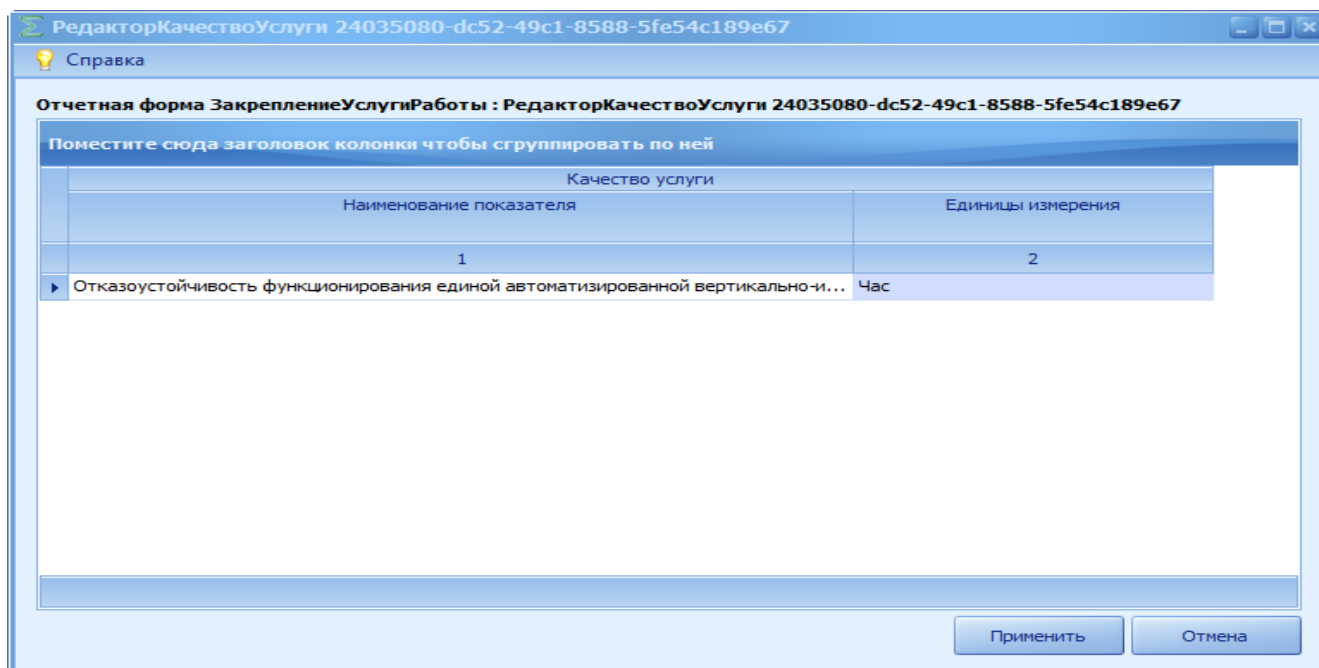 РедакторКачествоУслуги 24035080-dc52-49c1-8588-5fe54c189e67
Справка
Отчетная форма ЗакреплениеУслугиРаботы : РедакторКачествоУслуги 24035080-dc52-49c1-8588-5fe54c189e67
Поместите сюда заголовок колонки чтобы сгруппировать по ней
Качество услуги
Наименование показателя Единицы измерения
1 2
Отказоустойчивость функционирования единой автоматизированной вертикально-и... Час
Применить Отмена